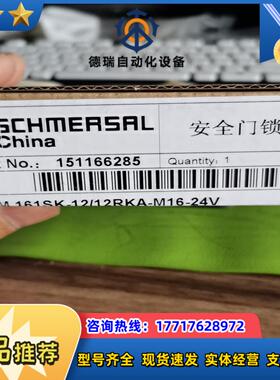 德瑞自动化设备
SCHMERSAL
China
安全门锁
No.: 151166285
Quantity: 1
M 161SK-12/12RKA-M16-24V
咨询热线：17717628972
品推荐
型号齐全 现货速发 实体经营